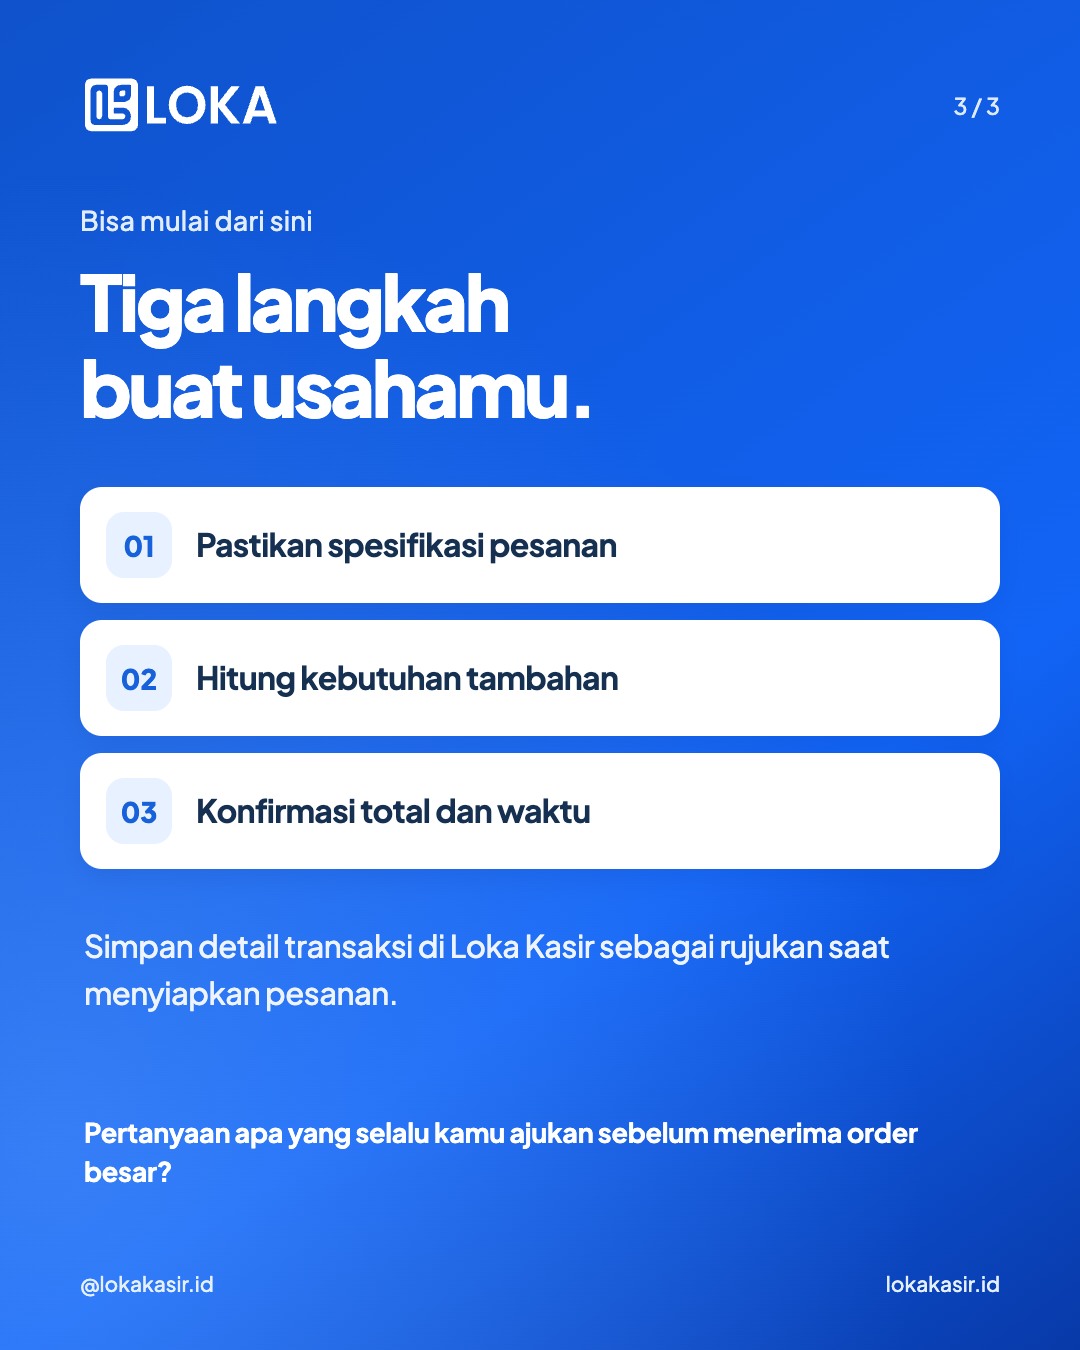 LOKA
3 / 3
Bisa mulai dari sini
Tiga langkah
buat usahamu.
01 Pastikan spesifikasi pesanan
02 Hitung kebutuhan tambahan
03 Konfirmasi total dan waktu
Simpan detail transaksi di Loka Kasir sebagai rujukan saat
menyiapkan pesanan.
Pertanyaan apa yang selalu kamu ajukan sebelum menerima order
besar?
@lokakasir.id
lokakasir.id